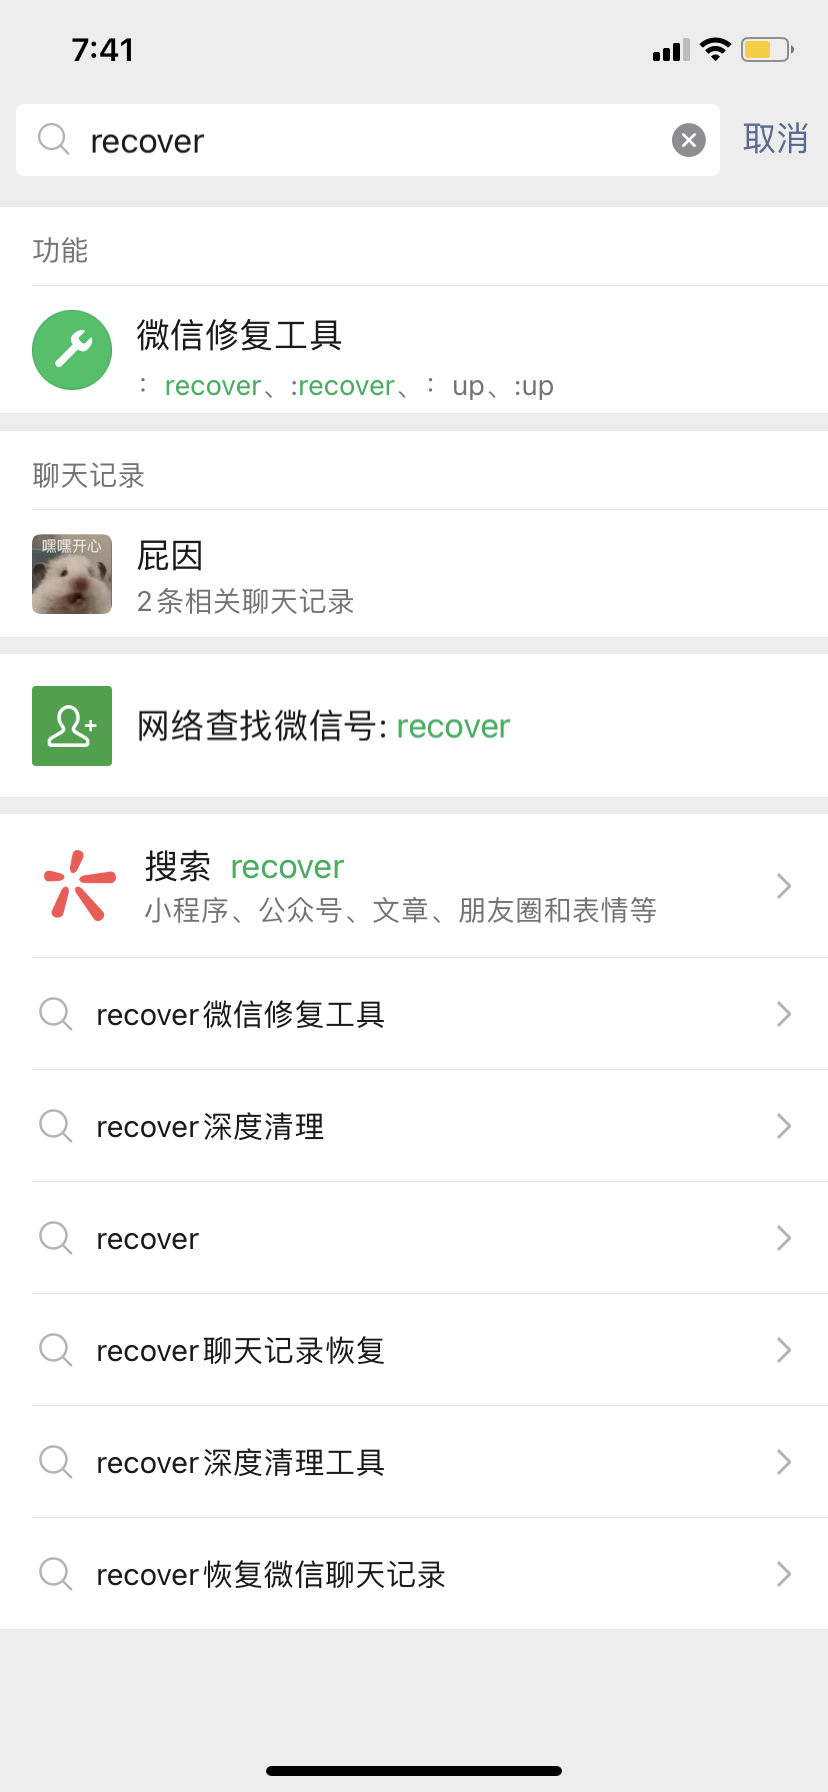 7:41
recover
取消
功能
微信修复工具
：recover、:recover、：up、:up
聊天记录
嘿嘿开心
屁因
2条相关聊天记录
网络查找微信号: recover
搜索 recover
小程序、公众号、文章、朋友圈和表情等
recover微信修复工具
recover深度清理
recover
recover聊天记录恢复
recover深度清理工具
recover恢复微信聊天记录